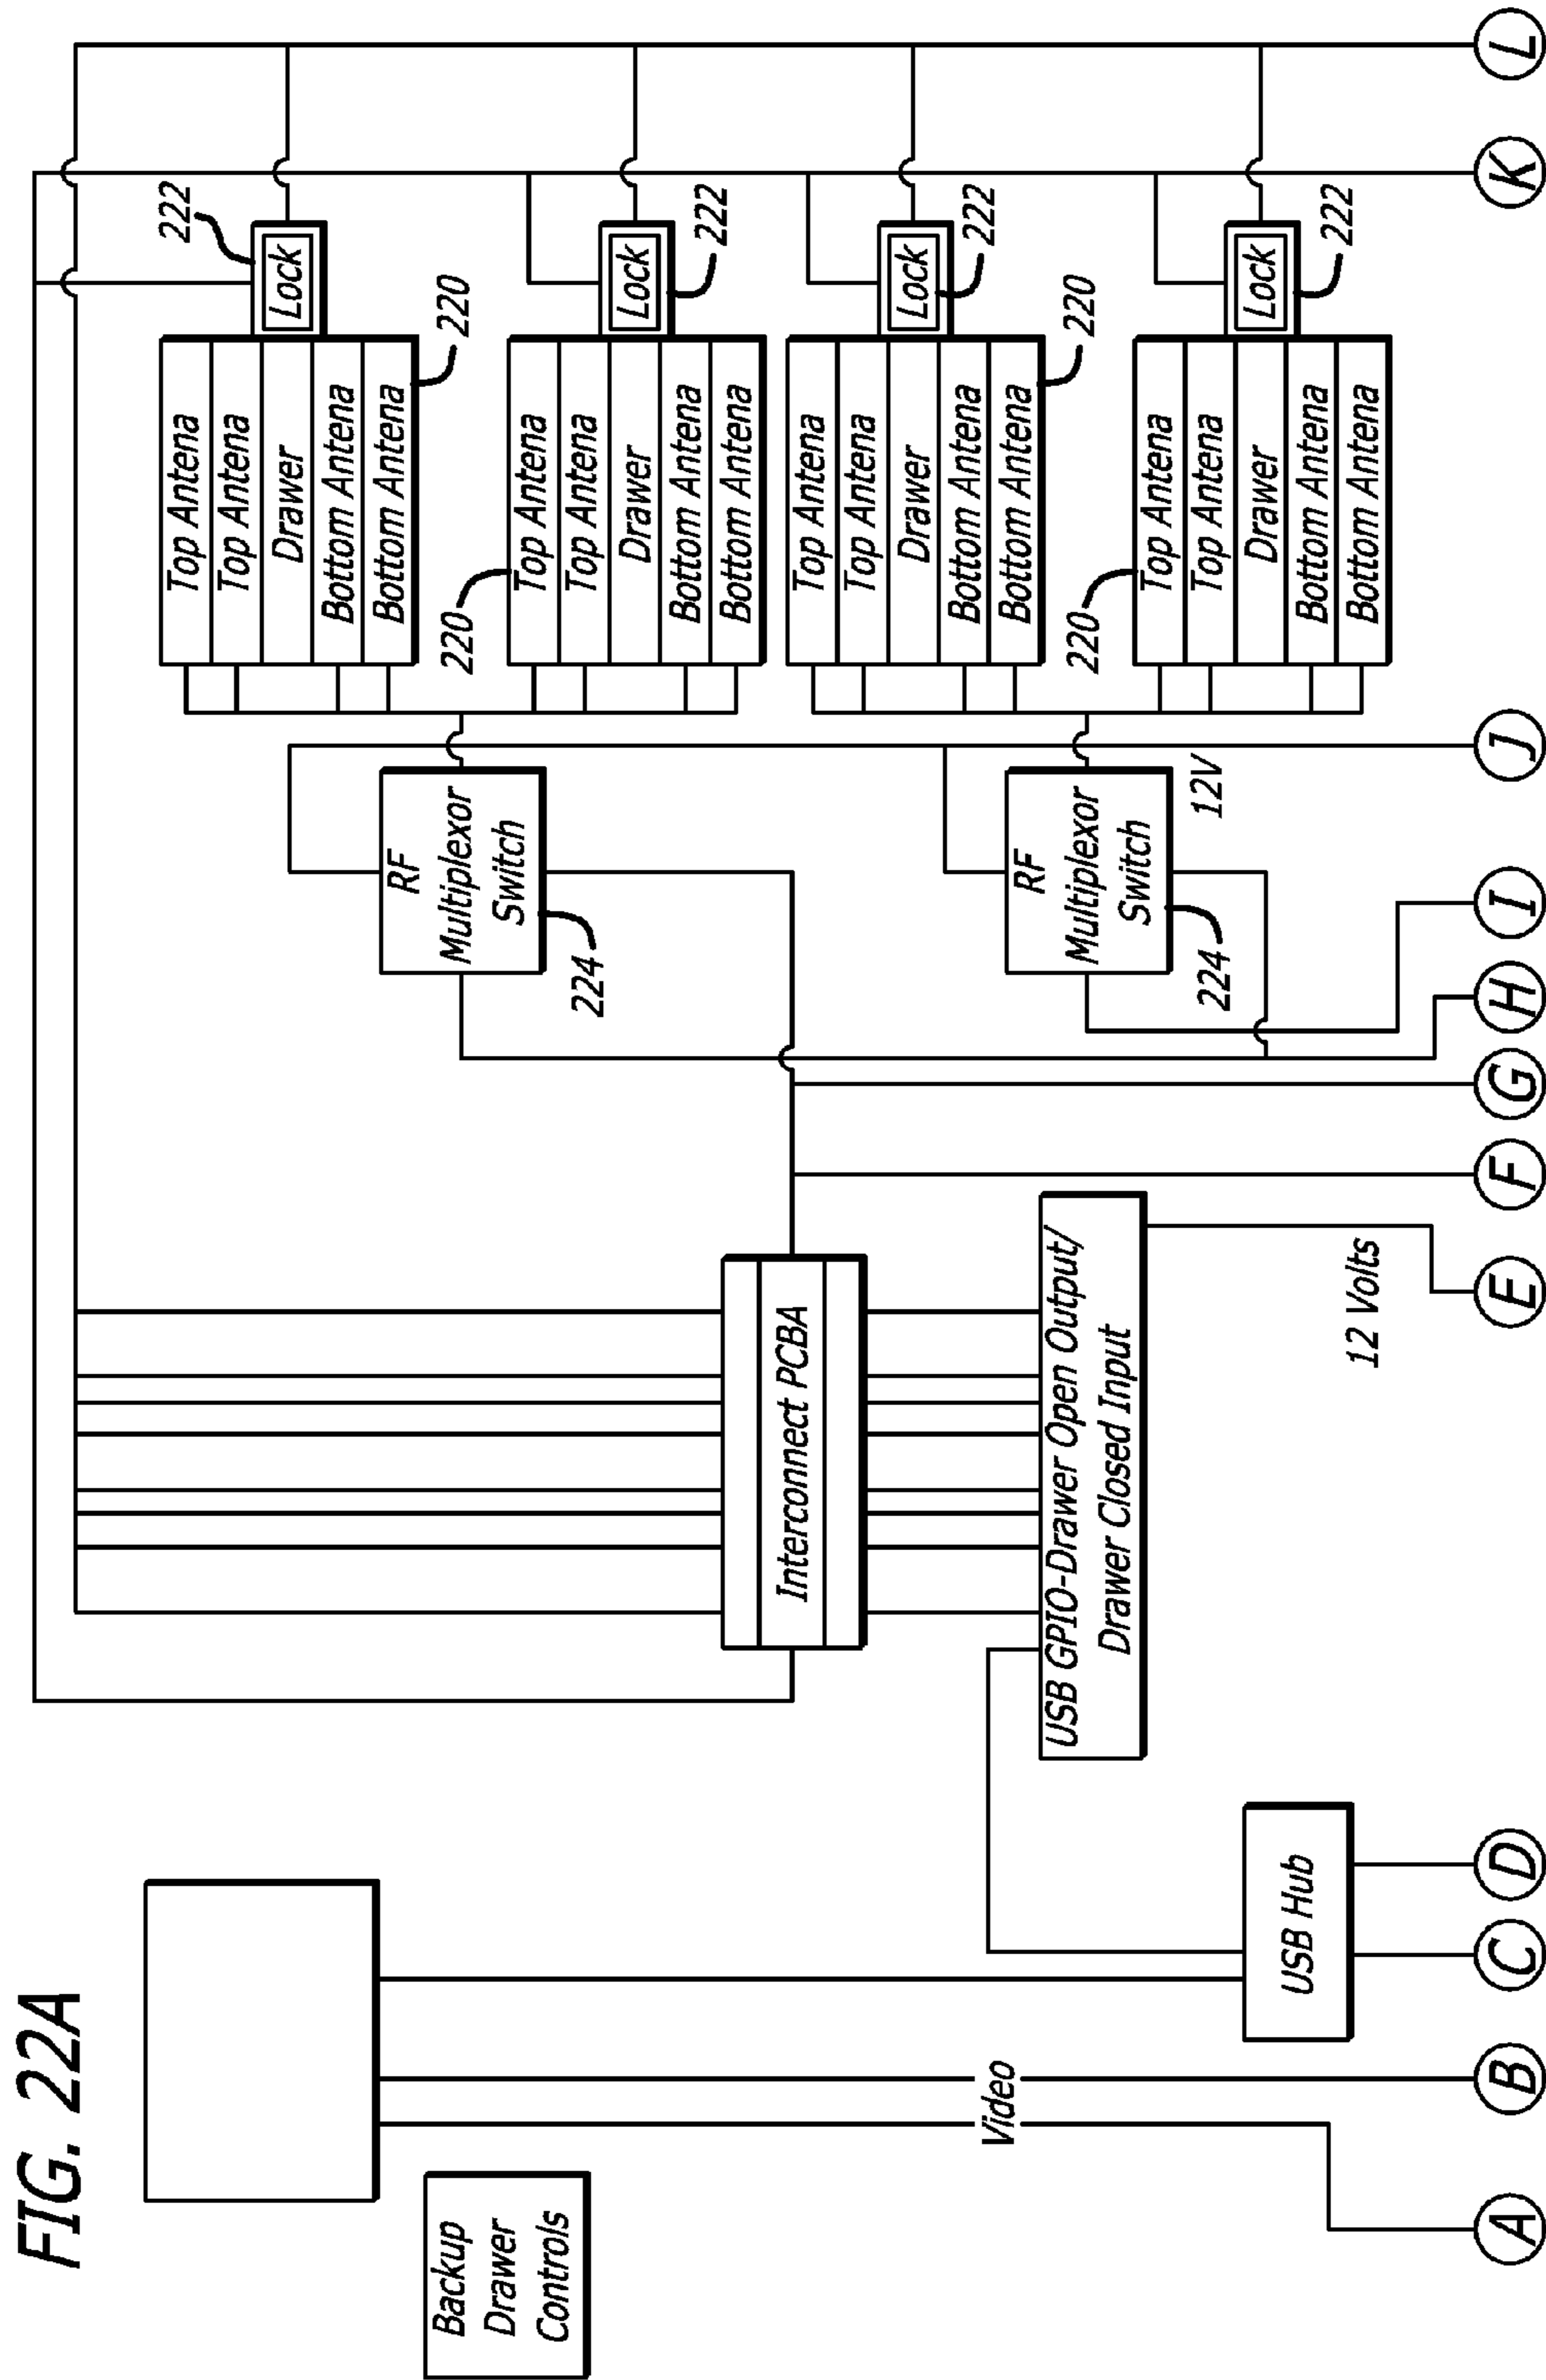 FIG. 22A
Backup
Drawer
Controls
Video
USB Hub
Interconnect PCBA
USB GPIO-Drawer Open Output/
Drawer Closed Input
12 Volts
RF
Multiplexor
Switch
224
RF
Multiplexor
Switch
224
12V
Top Antena
Top Antena
Drawer
Bottom Antena
Bottom Antena
220
Lock
222
Top Antena
Top Antena
Drawer
Bottom Antena
Bottom Antena
220
Lock
222
Top Antena
Top Antena
Drawer
Bottom Antena
Bottom Antena
220
Lock
222
Top Antena
Top Antena
Drawer
Bottom Antena
Bottom Antena
220
Lock
222
A
B
C
D
E
F
G
H
I
J
K
L